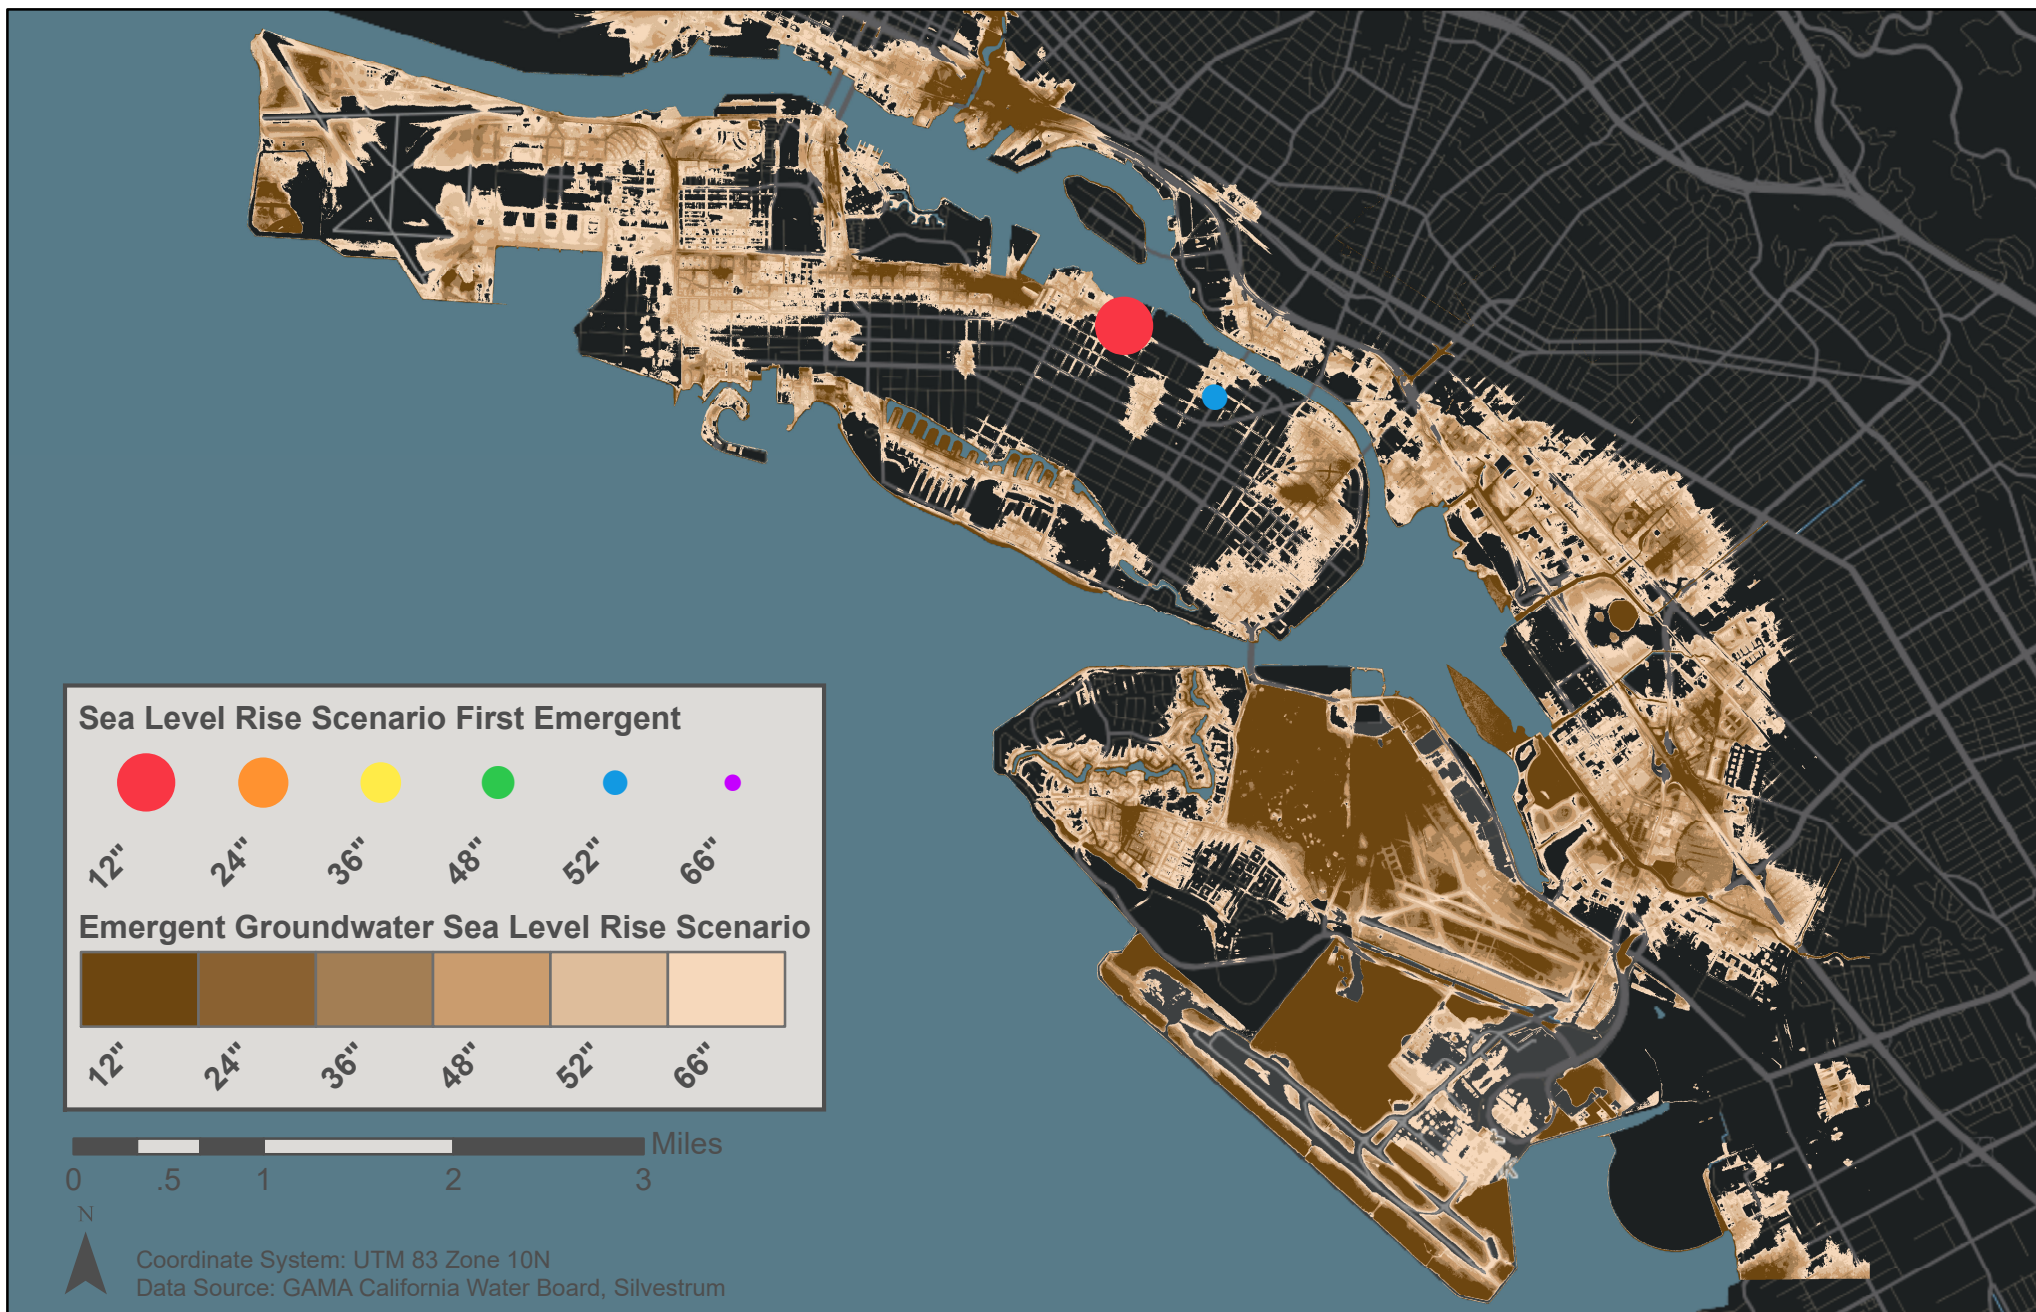 Sea Level Rise Scenario First Emergent
12" 24" 36" 48" 52" 66"
Emergent Groundwater Sea Level Rise Scenario
12" 24" 36" 48" 52" 66"
Miles
0 .5 1 2 3
N
Coordinate System: UTM 83 Zone 10N
Data Source: GAMA California Water Board, Silvestrum